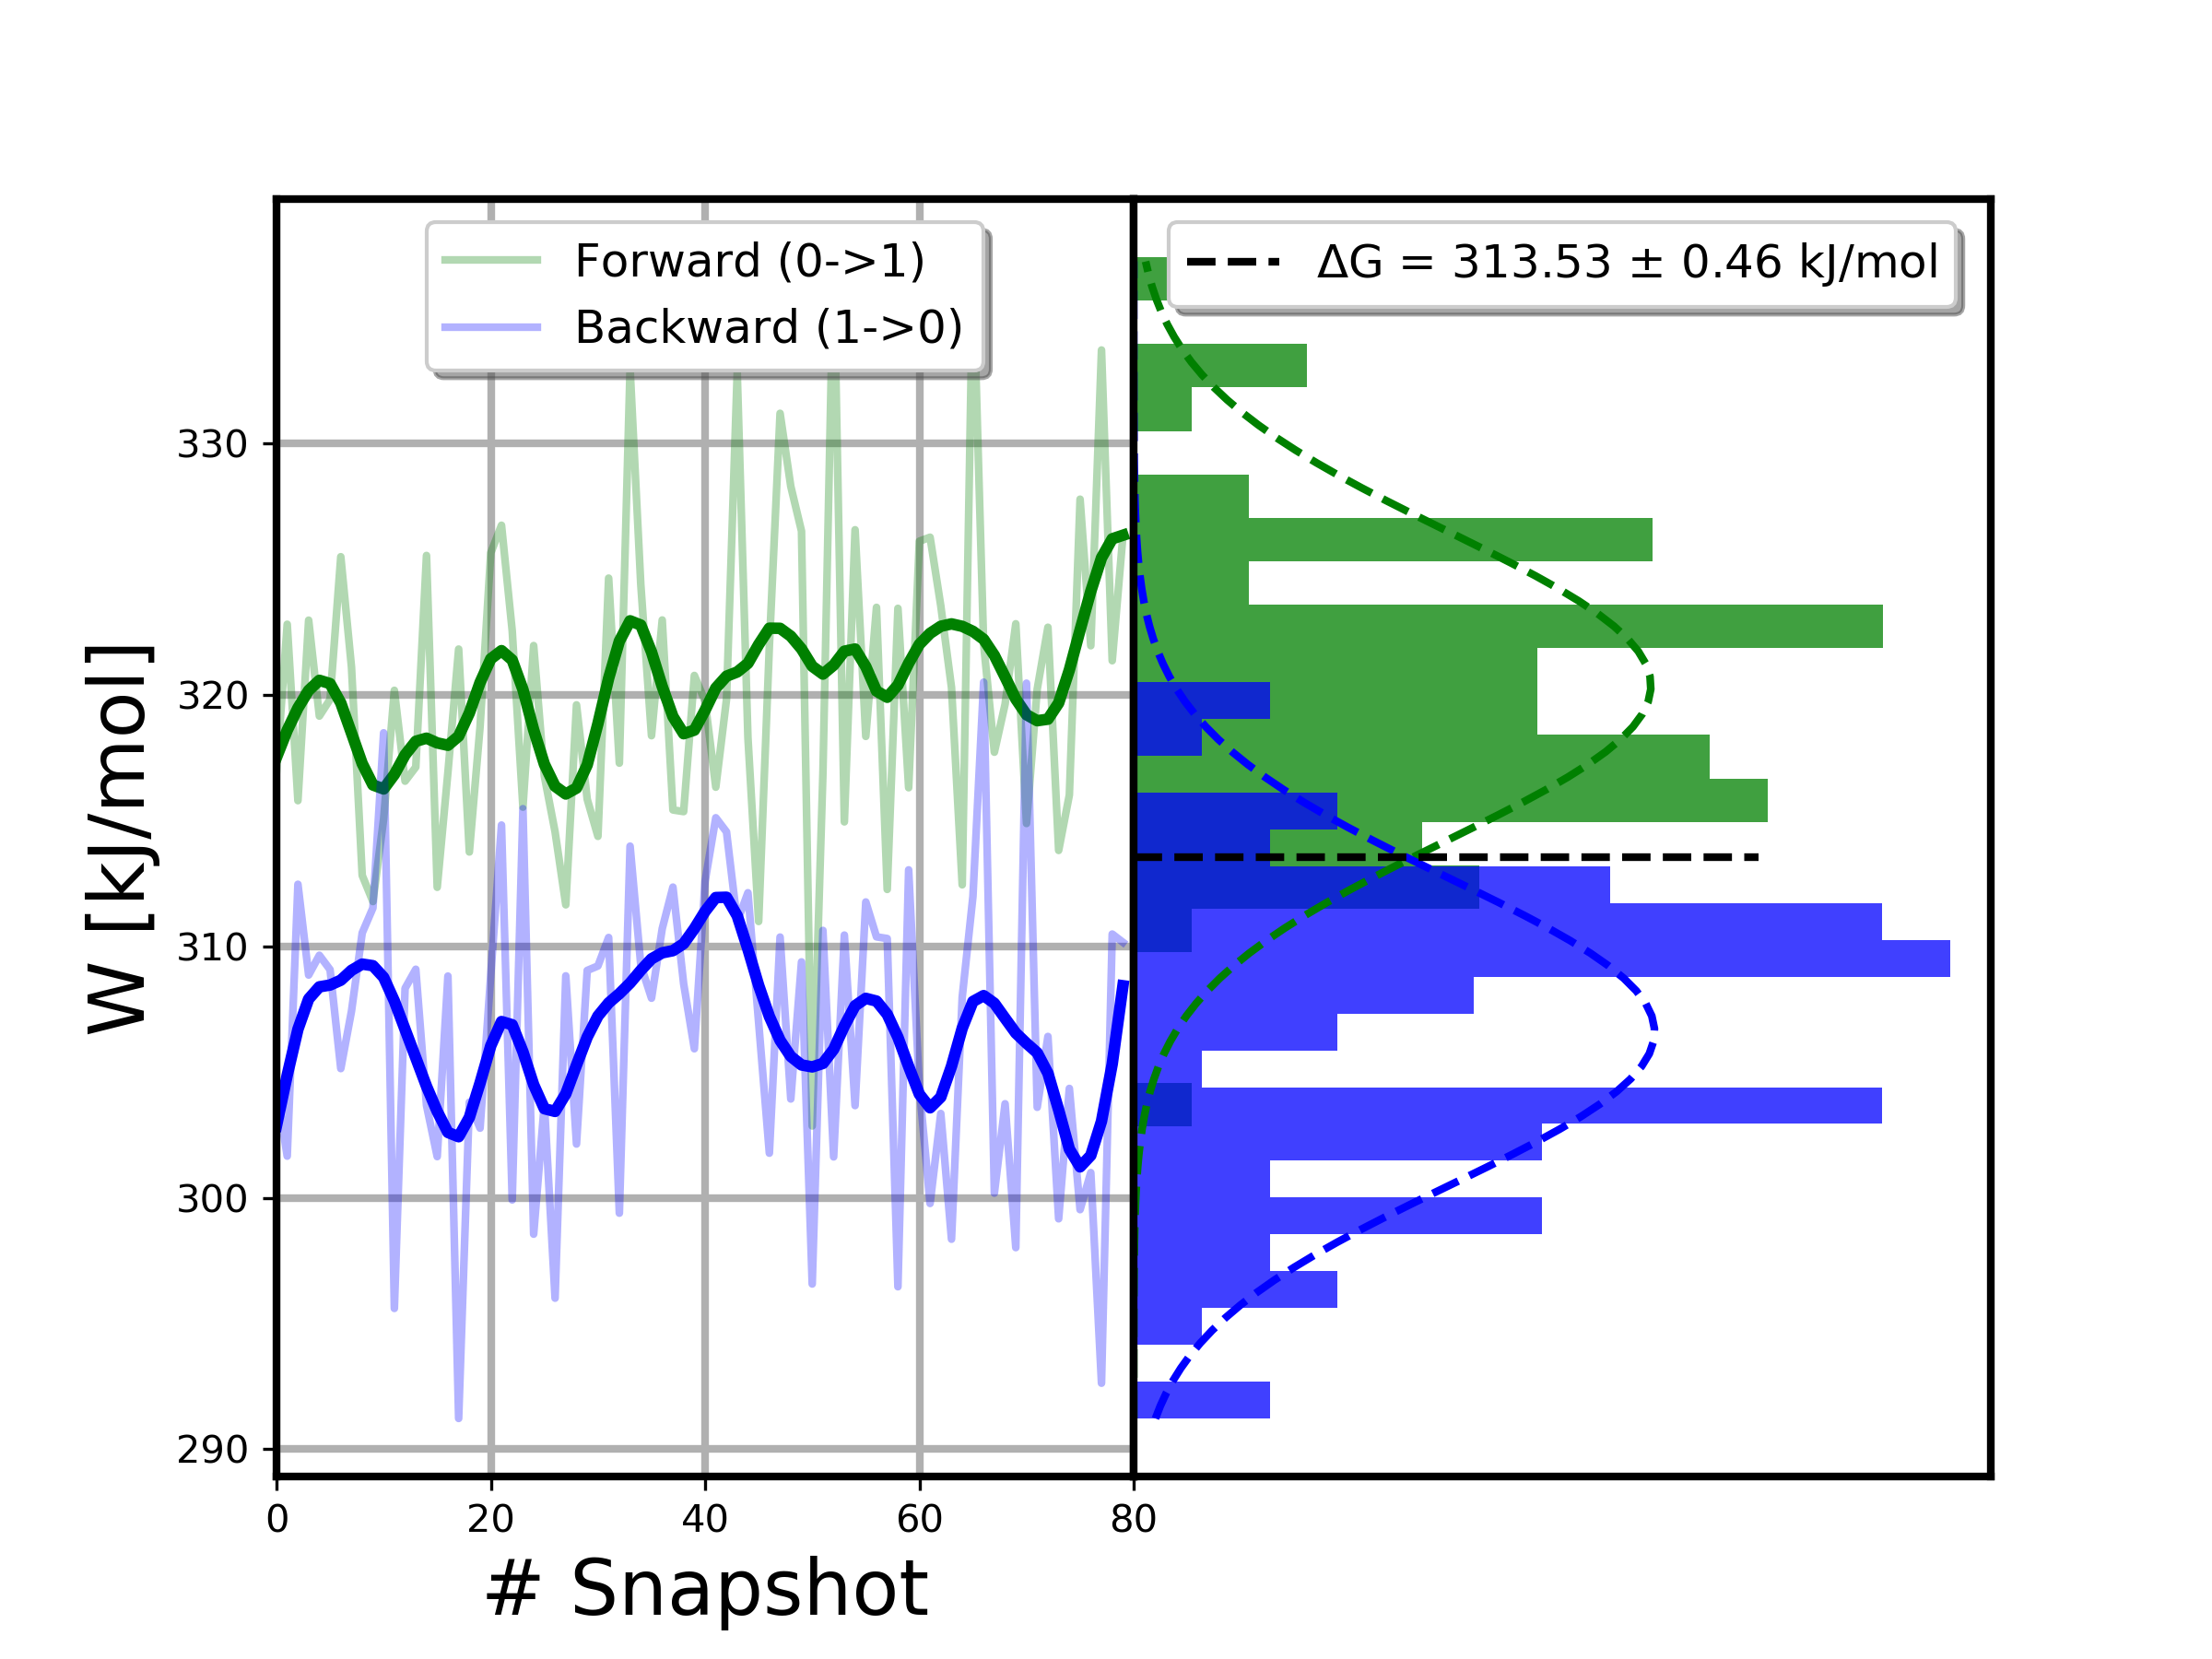 Forward (0->1)
Backward (1->0)
ΔG = 313.53 ± 0.46 kJ/mol
W [kJ/mol]
330
320
310
300
290
0 20 40 60 80
# Snapshot